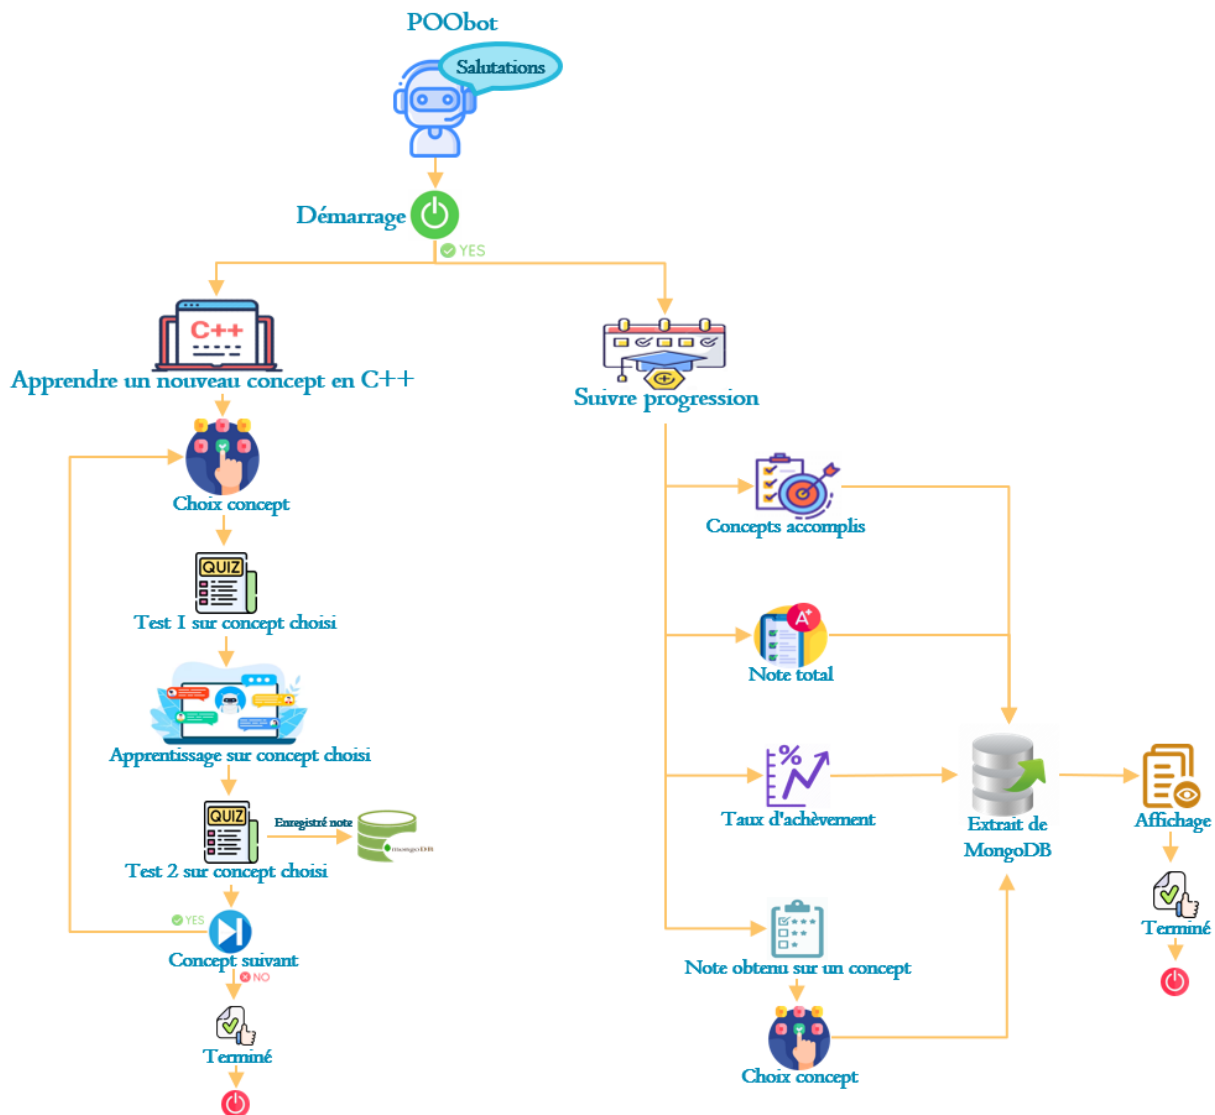 POObot
Salutations
Démarrage
YES
C++
Apprendre un nouveau concept en C++
Choix concept
QUIZ
Test 1 sur concept choisi
Apprentissage sur concept choisi
QUIZ
Enregistré note
mongoDB
Test 2 sur concept choisi
YES
Concept suivant
NO
Terminé
Suivre progression
Concepts accomplis
A+
Note total
%
Taux d'achèvement
Extrait de
MongoDB
Affichage
Terminé
Note obtenu sur un concept
Choix concept